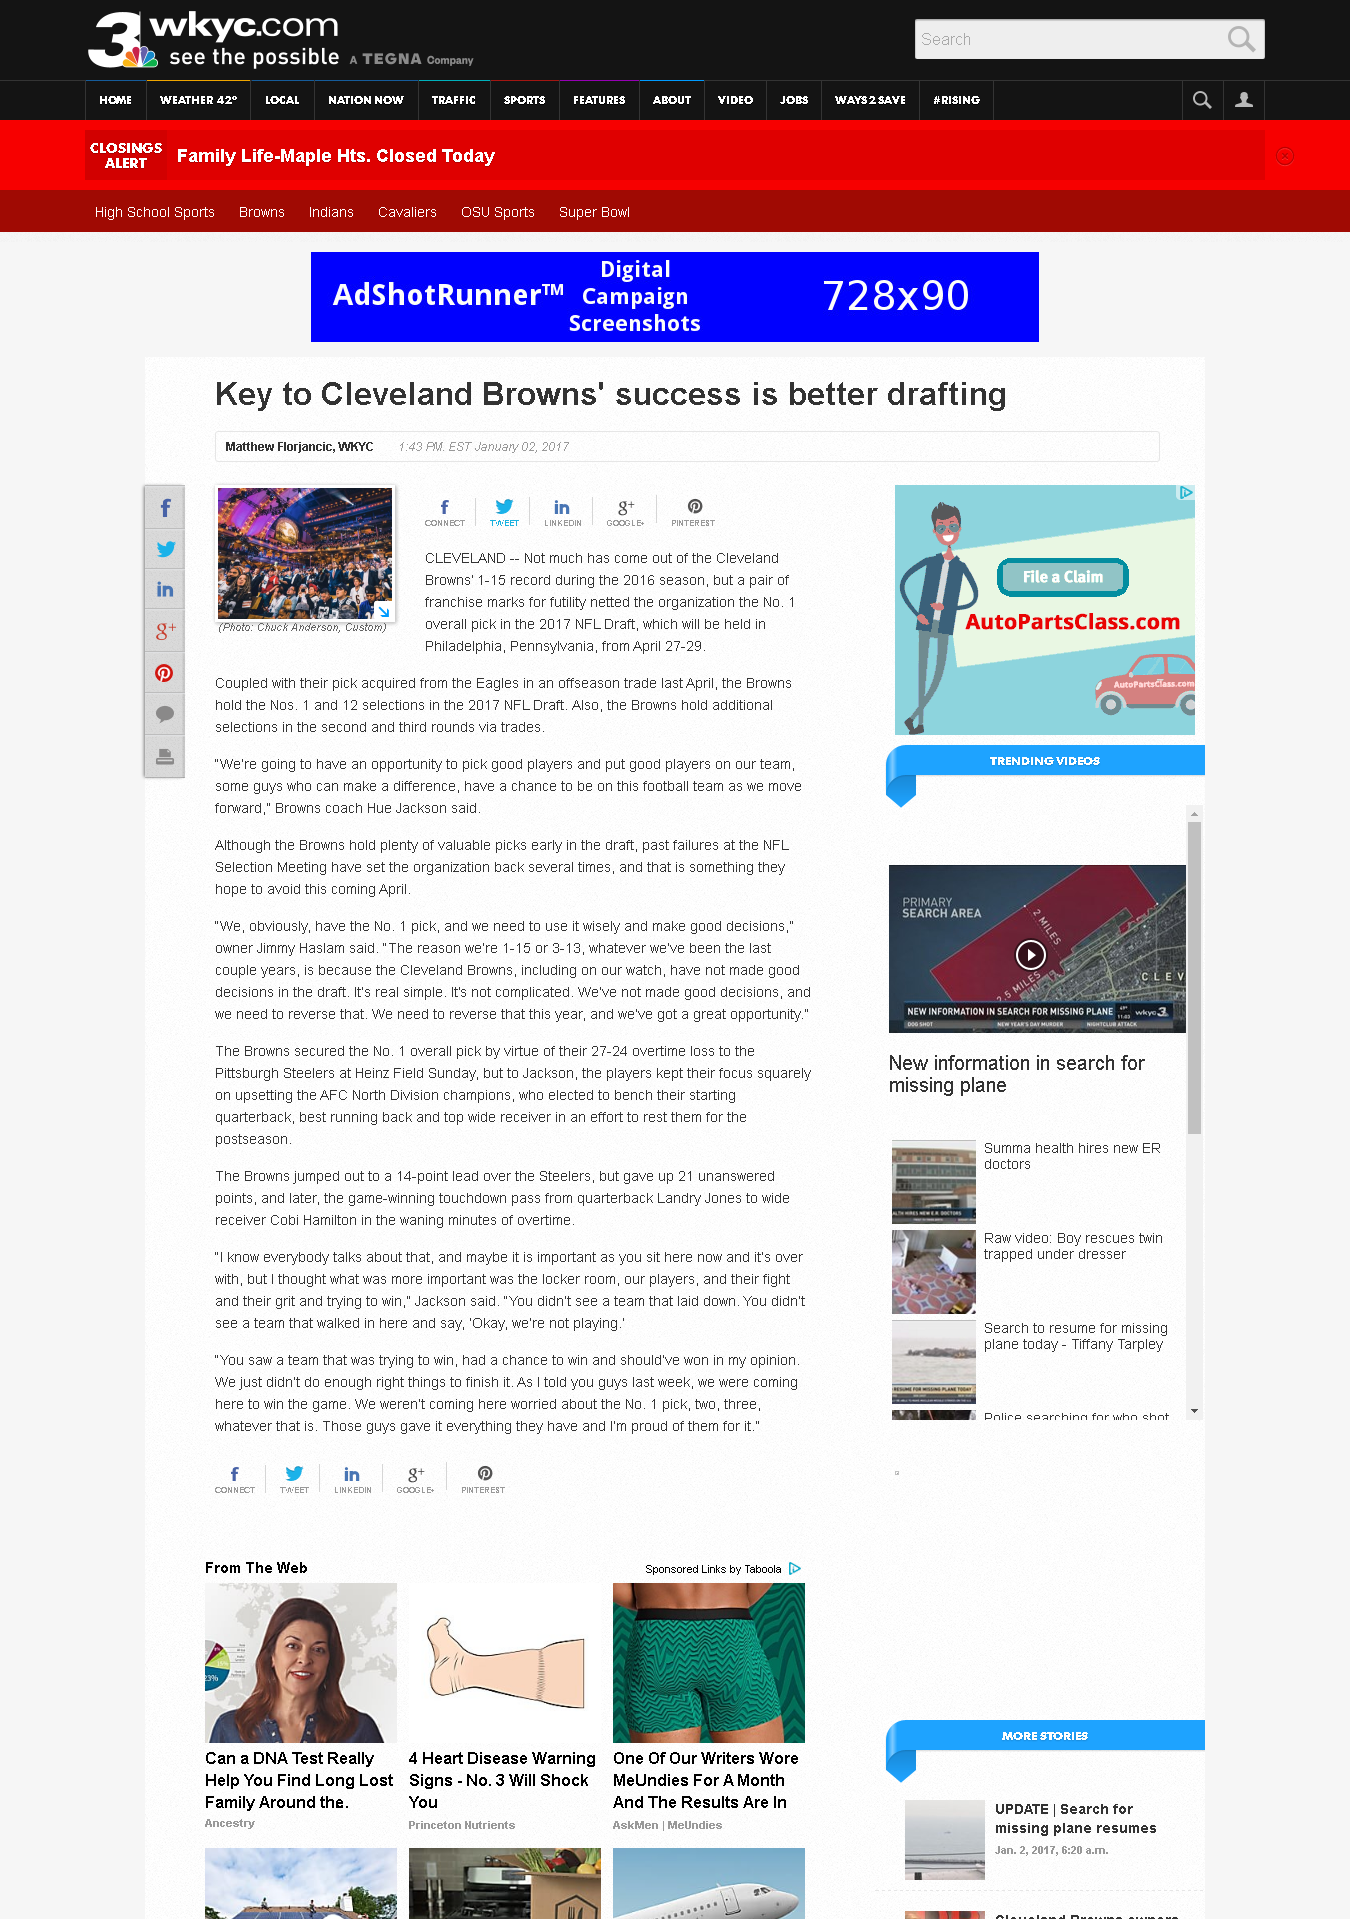 3 wkyc.com
see the possible A TEGNA Company
Search
HOME WEATHER 42° LOCAL NATION NOW TRAFFIC SPORTS FEATURES ABOUT VIDEO JOBS WAYS 2 SAVE #RISING
CLOSINGS
ALERT
Family Life-Maple Hts. Closed Today
High School Sports Browns Indians Cavaliers OSU Sports Super Bowl
AdShotRunner™
Digital
Campaign
Screenshots
728x90
Key to Cleveland Browns' success is better drafting
Matthew Florjancic, WKYC 1:43 PM. EST January 02, 2017
(Photo: Chuck Anderson, Custom)
CONNECT TWEET LINKEDIN GOOGLE+ PINTEREST
CLEVELAND -- Not much has come out of the Cleveland
Browns' 1-15 record during the 2016 season, but a pair of
franchise marks for futility netted the organization the No. 1
overall pick in the 2017 NFL Draft, which will be held in
Philadelphia, Pennsylvania, from April 27-29.
Coupled with their pick acquired from the Eagles in an offseason trade last April, the Browns
hold the Nos. 1 and 12 selections in the 2017 NFL Draft. Also, the Browns hold additional
selections in the second and third rounds via trades.
"We're going to have an opportunity to pick good players and put good players on our team,
some guys who can make a difference, have a chance to be on this football team as we move
forward," Browns coach Hue Jackson said.
Although the Browns hold plenty of valuable picks early in the draft, past failures at the NFL
Selection Meeting have set the organization back several times, and that is something they
hope to avoid this coming April.
"We, obviously, have the No. 1 pick, and we need to use it wisely and make good decisions,"
owner Jimmy Haslam said. "The reason we're 1-15 or 3-13, whatever we've been the last
couple years, is because the Cleveland Browns, including on our watch, have not made good
decisions in the draft. It's real simple. It's not complicated. We've not made good decisions, and
we need to reverse that. We need to reverse that this year, and we've got a great opportunity."
The Browns secured the No. 1 overall pick by virtue of their 27-24 overtime loss to the
Pittsburgh Steelers at Heinz Field Sunday, but to Jackson, the players kept their focus squarely
on upsetting the AFC North Division champions, who elected to bench their starting
quarterback, best running back and top wide receiver in an effort to rest them for the
postseason.
The Browns jumped out to a 14-point lead over the Steelers, but gave up 21 unanswered
points, and later, the game-winning touchdown pass from quarterback Landry Jones to wide
receiver Cobi Hamilton in the waning minutes of overtime.
"I know everybody talks about that, and maybe it is important as you sit here now and it's over
with, but I thought what was more important was the locker room, our players, and their fight
and their grit and trying to win," Jackson said. "You didn't see a team that laid down. You didn't
see a team that walked in here and say, 'Okay, we're not playing.'
"You saw a team that was trying to win, had a chance to win and should've won in my opinion.
We just didn't do enough right things to finish it. As I told you guys last week, we were coming
here to win the game. We weren't coming here worried about the No. 1 pick, two, three,
whatever that is. Those guys gave it everything they have and I'm proud of them for it."
CONNECT TWEET LINKEDIN GOOGLE+ PINTEREST
File a Claim
AutoPartsClass.com
AutoPartsClass.com
TRENDING VIDEOS
PRIMARY
SEARCH AREA
2 MILES
2.5 MILES
CLEV
NEW INFORMATION IN SEARCH FOR MISSING PLANE 11:03 wkyc 3
DOG SHOT NEW YEAR'S DAY MURDER NIGHTCLUB ATTACK
New information in search for
missing plane
ALTH HIRES NEW E.R. DOCTORS
Summa health hires new ER
doctors
Raw video: Boy rescues twin
trapped under dresser
RESUME FOR MISSING PLANE TODAY
Search to resume for missing
plane today - Tiffany Tarpley
Police searching for who shot
From The Web
Sponsored Links by Taboola
23%
Can a DNA Test Really
Help You Find Long Lost
Family Around the.
Ancestry
4 Heart Disease Warning
Signs - No. 3 Will Shock
You
Princeton Nutrients
One Of Our Writers Wore
MeUndies For A Month
And The Results Are In
AskMen | MeUndies
MORE STORIES
UPDATE | Search for
missing plane resumes
Jan. 2, 2017, 6:20 a.m.
Cleveland Browns owners